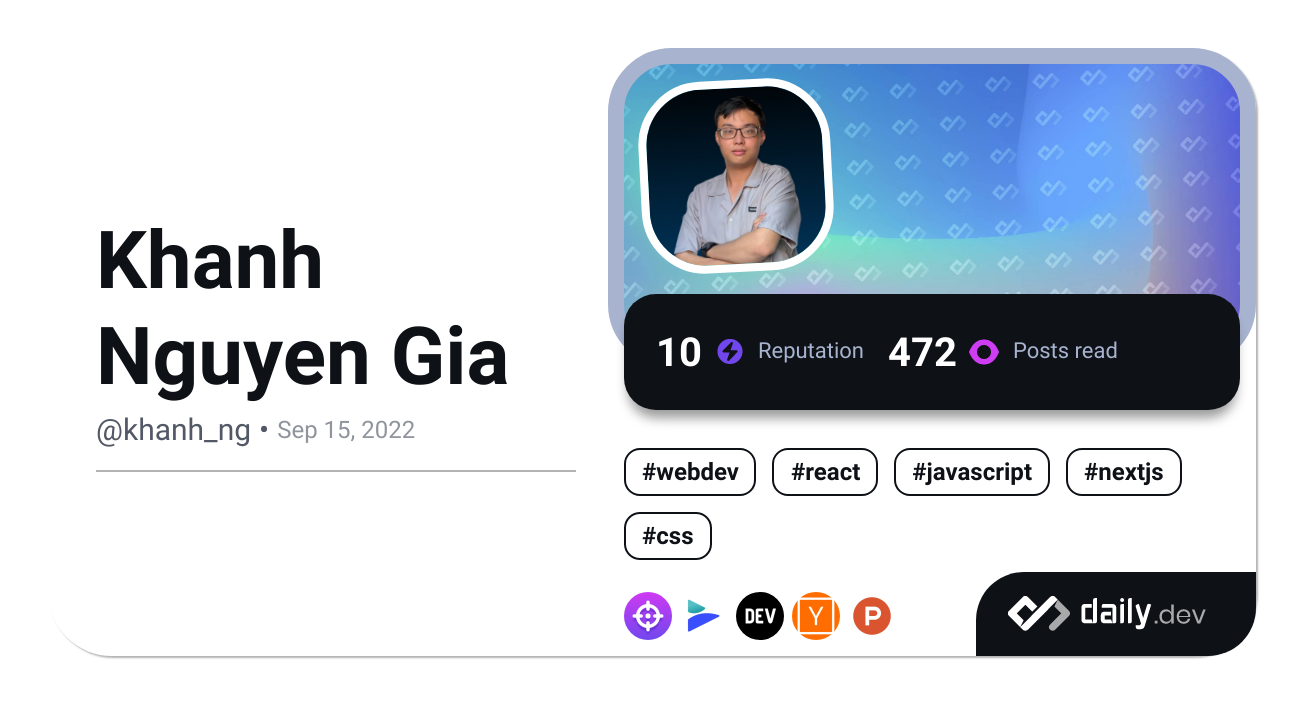 Khanh
Nguyen Gia
@khanh_ng • Sep 15, 2022
10 Reputation 472 Posts read
#webdev #react #javascript #nextjs
#css
DEV Y P
daily.dev